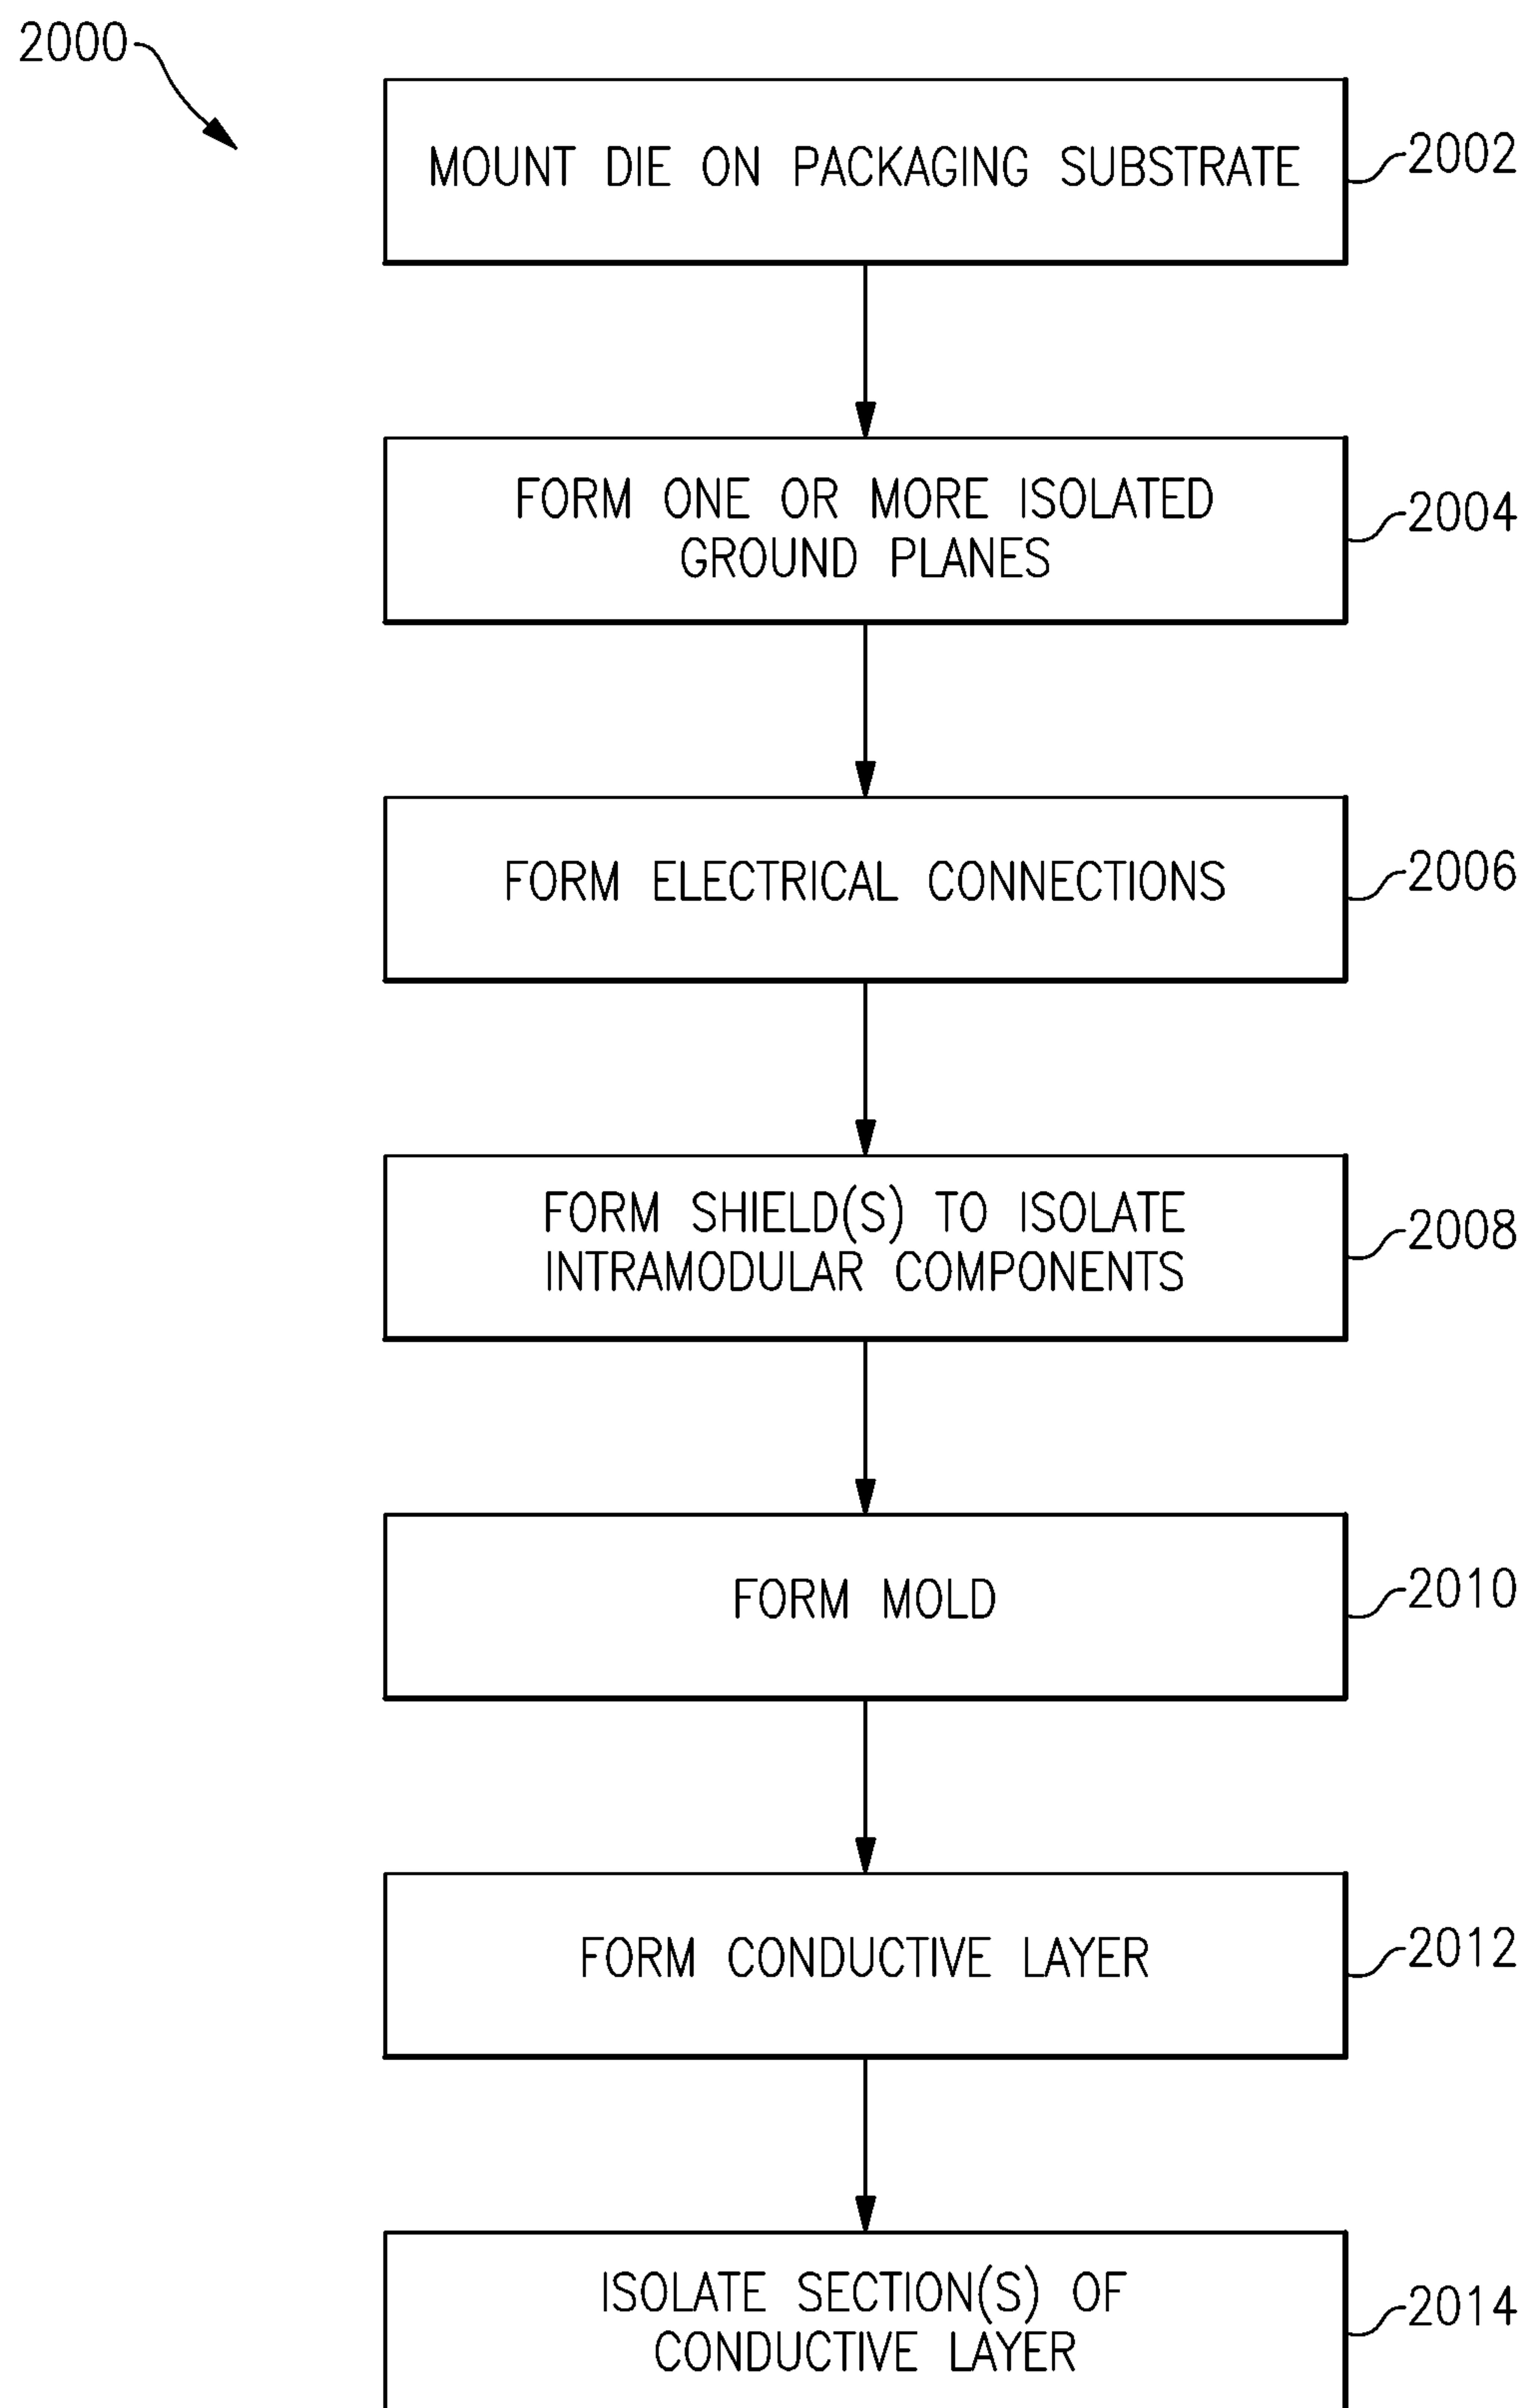 2000
MOUNT DIE ON PACKAGING SUBSTRATE
2002
FORM ONE OR MORE ISOLATED
GROUND PLANES
2004
FORM ELECTRICAL CONNECTIONS
2006
FORM SHIELD(S) TO ISOLATE
INTRAMODULAR COMPONENTS
2008
FORM MOLD
2010
FORM CONDUCTIVE LAYER
2012
ISOLATE SECTION(S) OF
CONDUCTIVE LAYER
2014